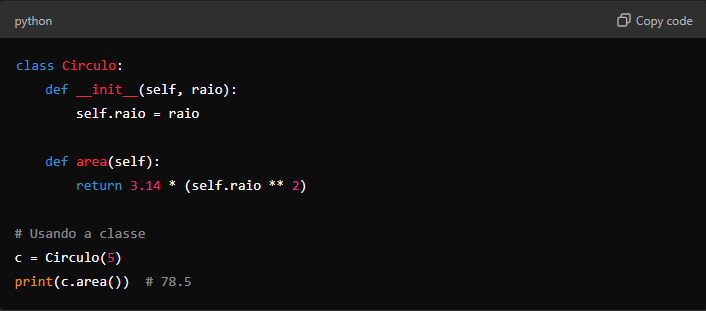 python
Copy code
class Circulo:
    def __init__(self, raio):
        self.raio = raio
    def area(self):
        return 3.14 * (self.raio ** 2)
# Usando a classe
c = Circulo(5)
print(c.area())  # 78.5